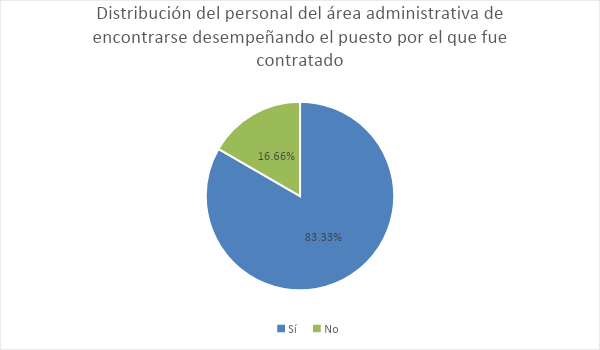 Distribución del personal del área administrativa de
encontrarse desempeñando el puesto por el que fue
contratado
16.66%
83.33%
Sí No